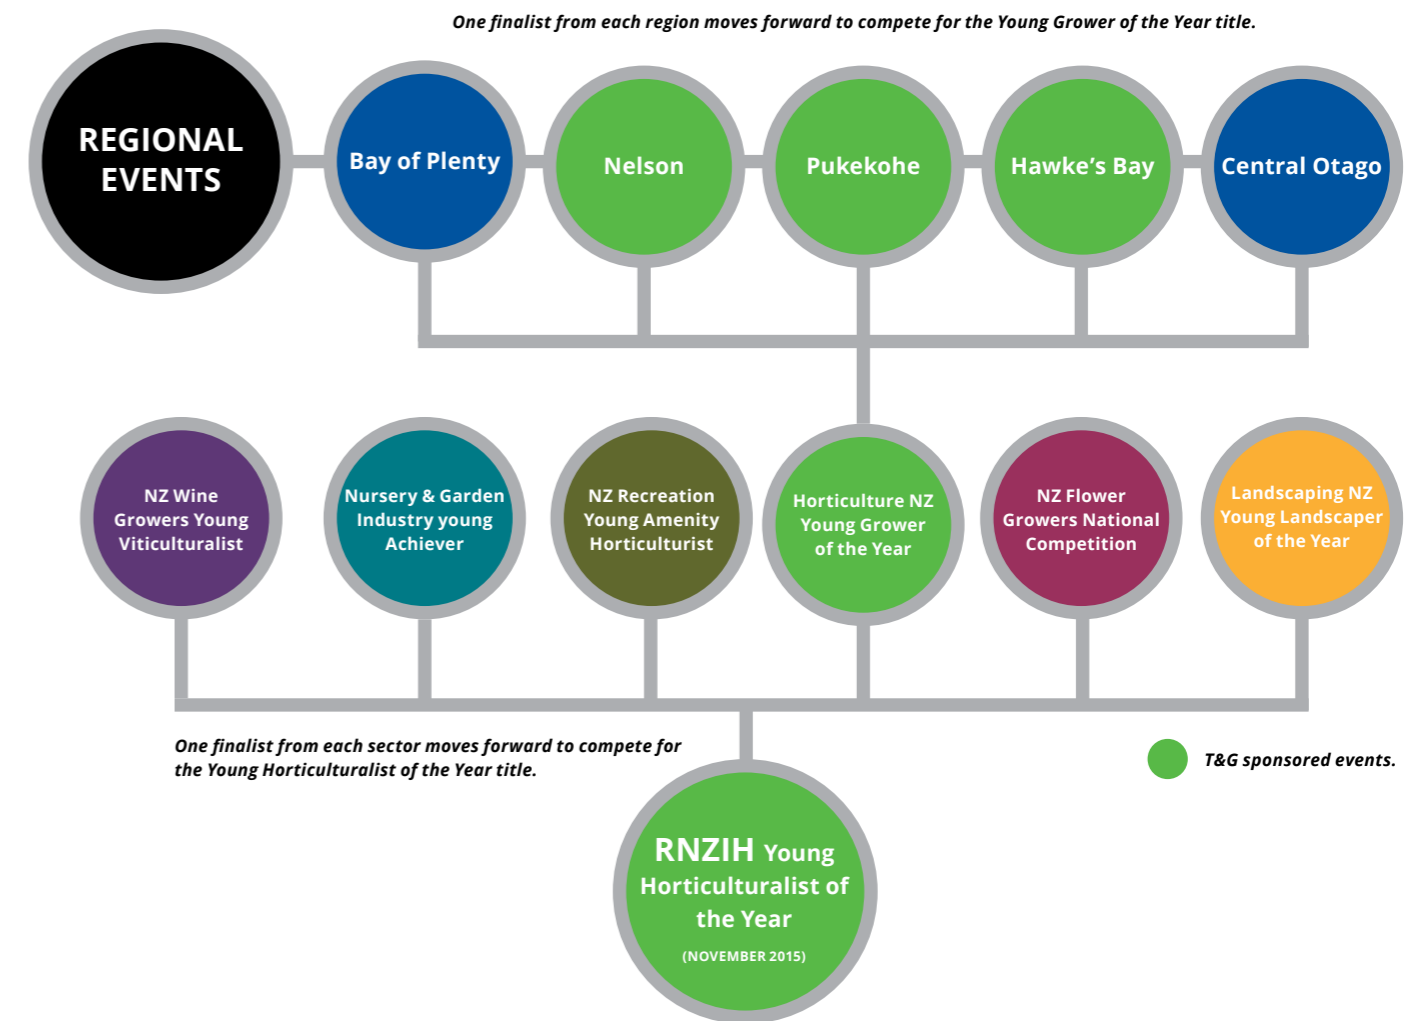 One finalist from each region moves forward to compete for the Young Grower of the Year title.
REGIONAL
EVENTS
Bay of Plenty
Nelson
Pukekohe
Hawke’s Bay
Central Otago
NZ Wine
Growers Young
Viticulturalist
Nursery & Garden
Industry young
Achiever
NZ Recreation
Young Amenity
Horticulturist
Horticulture NZ
Young Grower
of the Year
NZ Flower
Growers National
Competition
Landscaping NZ
Young Landscaper
of the Year
One finalist from each sector moves forward to compete for
the Young Horticulturalist of the Year title.
T&G sponsored events.
RNZIH Young
Horticulturalist of
the Year
(NOVEMBER 2015)